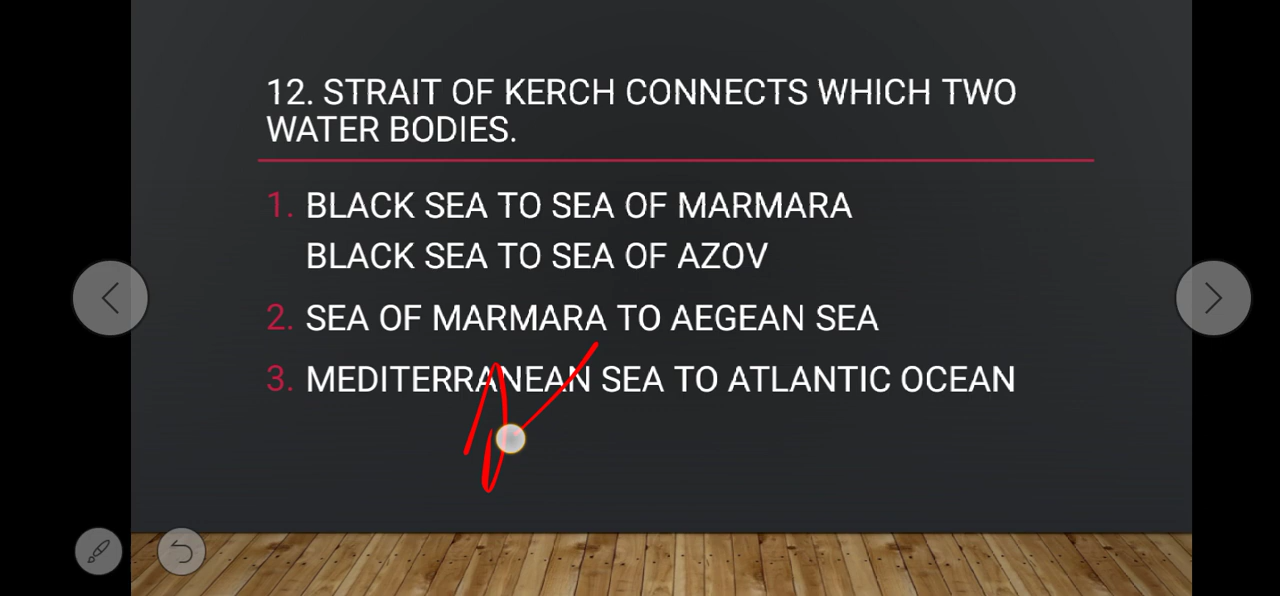 12. STRAIT OF KERCH CONNECTS WHICH TWO
WATER BODIES.
1. BLACK SEA TO SEA OF MARMARA
BLACK SEA TO SEA OF AZOV
2. SEA OF MARMARA TO AEGEAN SEA
3. MEDITERRANEAN SEA TO ATLANTIC OCEAN